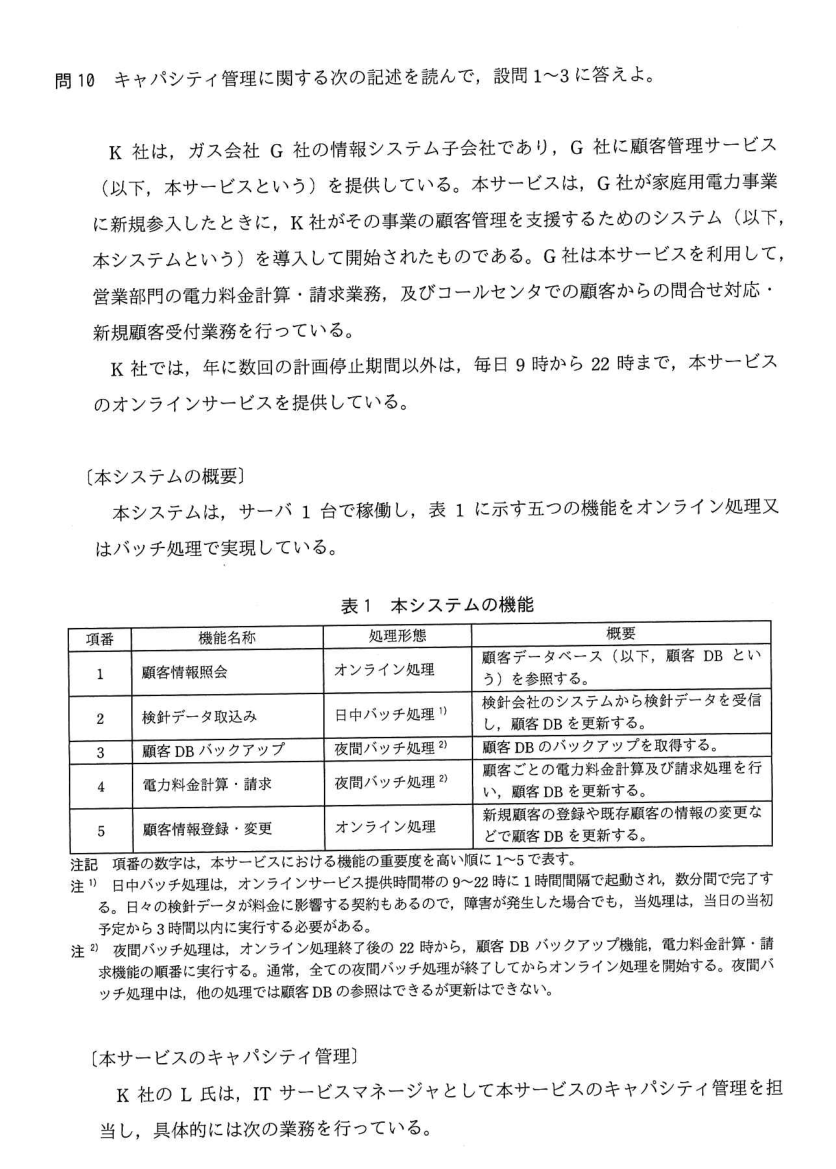 問10 キャパシティ管理に関する次の記述を読んで，設問1～3に答えよ。
K 社は，ガス会社 G 社の情報システム子会社であり，G 社に顧客管理サービス
（以下，本サービスという）を提供している。本サービスは，G社が家庭用電力事業
に新規参入したときに，K社がその事業の顧客管理を支援するためのシステム（以下，
本システムという）を導入して開始されたものである。G社は本サービスを利用して，
営業部門の電力料金計算・請求業務，及びコールセンタでの顧客からの問合せ対応・
新規顧客受付業務を行っている。
K 社では，年に数回の計画停止期間以外は，毎日 9 時から 22 時まで，本サービス
のオンラインサービスを提供している。
〔本システムの概要〕
本システムは，サーバ 1 台で稼働し，表 1 に示す五つの機能をオンライン処理又
はバッチ処理で実現している。
表1 本システムの機能
項番 機能名称 処理形態 概要
1 顧客情報照会 オンライン処理 顧客データベース（以下，顧客 DB とい
う）を参照する。
2 検針データ取込み 日中バッチ処理 1) 検針会社のシステムから検針データを受信
し，顧客DBを更新する。
3 顧客DBバックアップ 夜間バッチ処理 2) 顧客DBのバックアップを取得する。
4 電力料金計算・請求 夜間バッチ処理 2) 顧客ごとの電力料金計算及び請求処理を行
い，顧客DBを更新する。
5 顧客情報登録・変更 オンライン処理 新規顧客の登録や既存顧客の情報の変更な
どで顧客DBを更新する。
注記 項番の数字は，本サービスにおける機能の重要度を高い順に1～5で表す。
注 1) 日中バッチ処理は，オンラインサービス提供時間帯の9～22時に1時間間隔で起動され，数分間で完了す
る。日々の検針データが料金に影響する契約もあるので，障害が発生した場合でも，当処理は，当日の当初
予定から3時間以内に実行する必要がある。
注 2) 夜間バッチ処理は，オンライン処理終了後の 22 時から，顧客 DB バックアップ機能，電力料金計算・請
求機能の順番に実行する。通常，全ての夜間バッチ処理が終了してからオンライン処理を開始する。夜間バ
ッチ処理中は，他の処理では顧客DBの参照はできるが更新はできない。
〔本サービスのキャパシティ管理〕
K 社の L 氏は，IT サービスマネージャとして本サービスのキャパシティ管理を担
当し，具体的には次の業務を行っている。